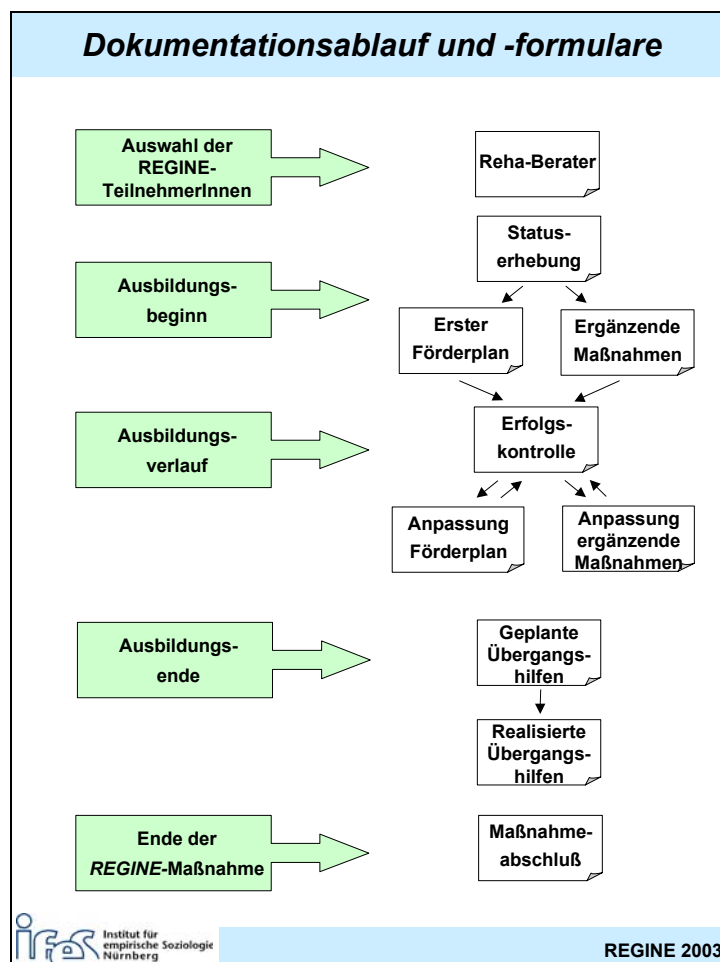 Dokumentationsablauf und -formulare
Auswahl der
REGINE-
TeilnehmerInnen
Reha-Berater
Status-
erhebung
Ausbildungs-
beginn
Erster
Förderplan
Ergänzende
Maßnahmen
Ausbildungs-
verlauf
Erfolgs-
kontrolle
Anpassung
Förderplan
Anpassung
ergänzende
Maßnahmen
Ausbildungs-
ende
Geplante
Übergangs-
hilfen
Realisierte
Übergangs-
hilfen
Ende der
REGINE-Maßnahme
Maßnahme-
abschluß
ifes
Institut für
empirische Soziologie
Nürnberg
REGINE 2003